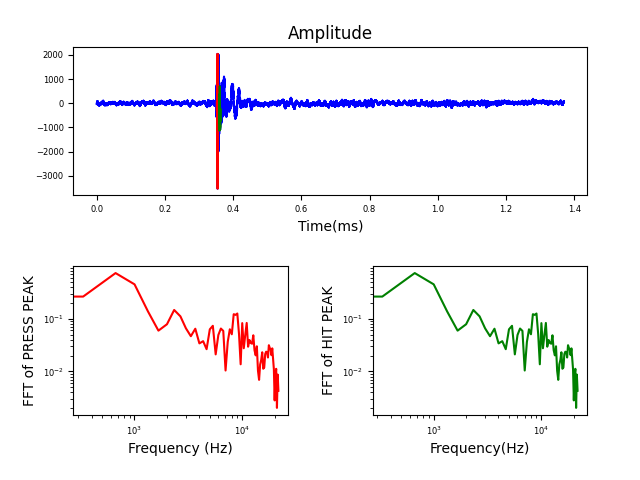 Amplitude
2000
1000
0
−1000
−2000
−3000
0.0 0.2 0.4 0.6 0.8 1.0 1.2 1.4
Time(ms)
FFT of PRESS PEAK
10⁻¹
10⁻²
10³ 10⁴
Frequency (Hz)
FFT of HIT PEAK
10⁻¹
10⁻²
10³ 10⁴
Frequency(Hz)